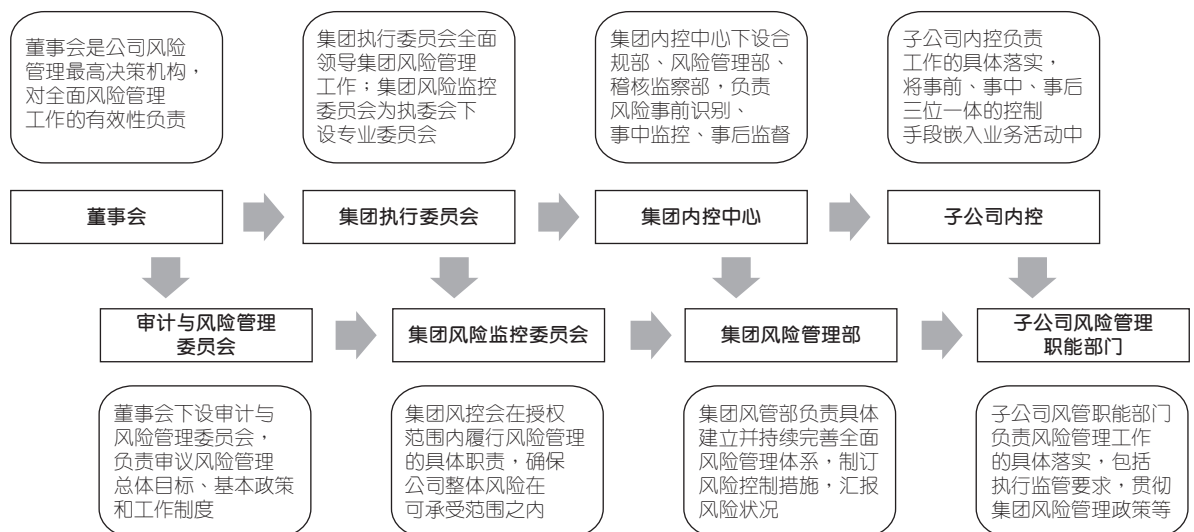 董事会是公司风险
管理最高决策机构，
对全面风险管理
工作的有效性负责
集团执行委员会全面
领导集团风险管理
工作；集团风险监控
委员会为执委会下
设专业委员会
集团内控中心下设合
规部、风险管理部、
稽核监察部，负责
风险事前识别、
事中监控、事后监督
子公司内控负责
工作的具体落实，
将事前、事中、事后
三位一体的控制
手段嵌入业务活动中
董事会
集团执行委员会
集团内控中心
子公司内控
审计与风险管理
委员会
集团风险监控委员会
集团风险管理部
子公司风险管理
职能部门
董事会下设审计与
风险管理委员会，
负责审议风险管理
总体目标、基本政策
和工作制度
集团风控会在授权
范围内履行风险管理
的具体职责，确保
公司整体风险在
可承受范围之内
集团风管部负责具体
建立并持续完善全面
风险管理体系，制订
风险控制措施，汇报
风险状况
子公司风管职能部门
负责风险管理工作
的具体落实，包括
执行监管要求，贯彻
集团风险管理政策等